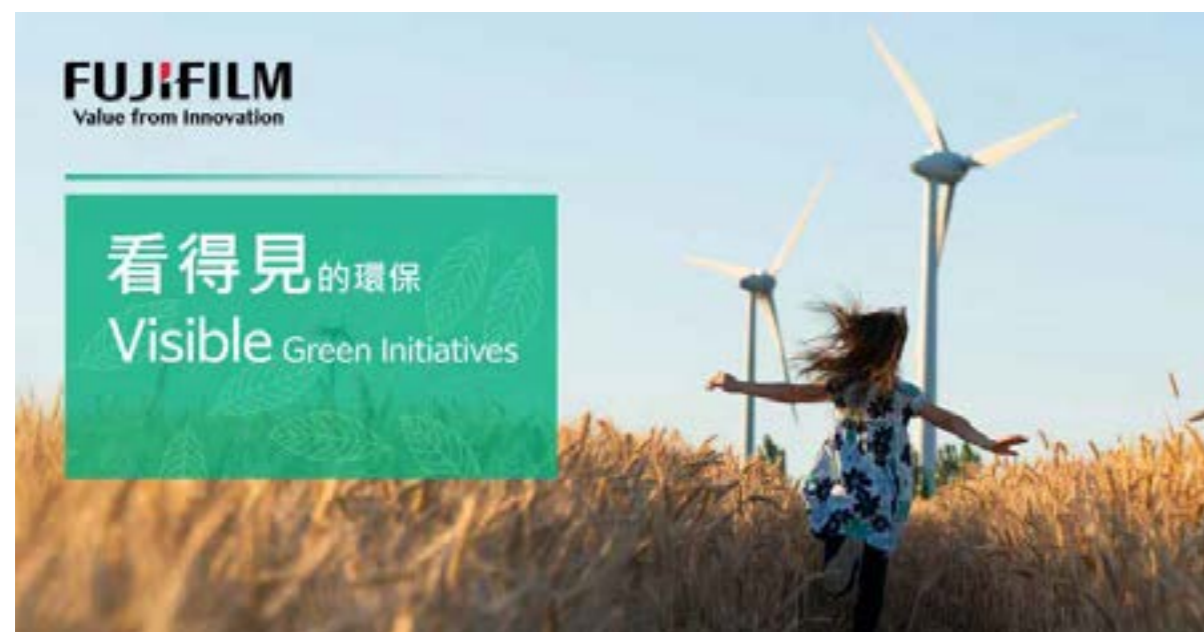 FUJIFILM
Value from Innovation
看得見的環保
Visible Green Initiatives